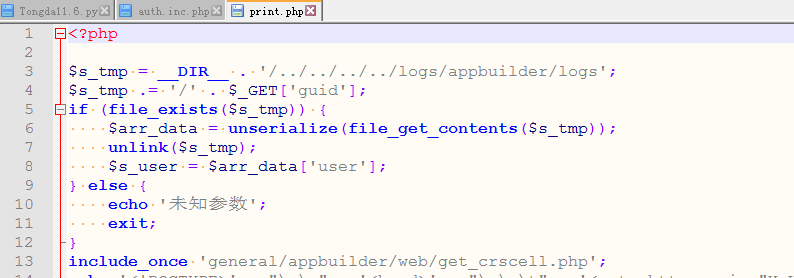 Tongda11.6.py auth.inc.php print.php
1 <?php
2
3 $s_tmp = __DIR__ . '/../../../../logs/appbuilder/logs';
4 $s_tmp .= '/' . $_GET['guid'];
5 if (file_exists($s_tmp)) {
6 $arr_data = unserialize(file_get_contents($s_tmp));
7 unlink($s_tmp);
8 $s_user = $arr_data['user'];
9 } else {
10 echo '未知参数';
11 exit;
12 }
13 include_once 'general/appbuilder/web/get_crscell.php';